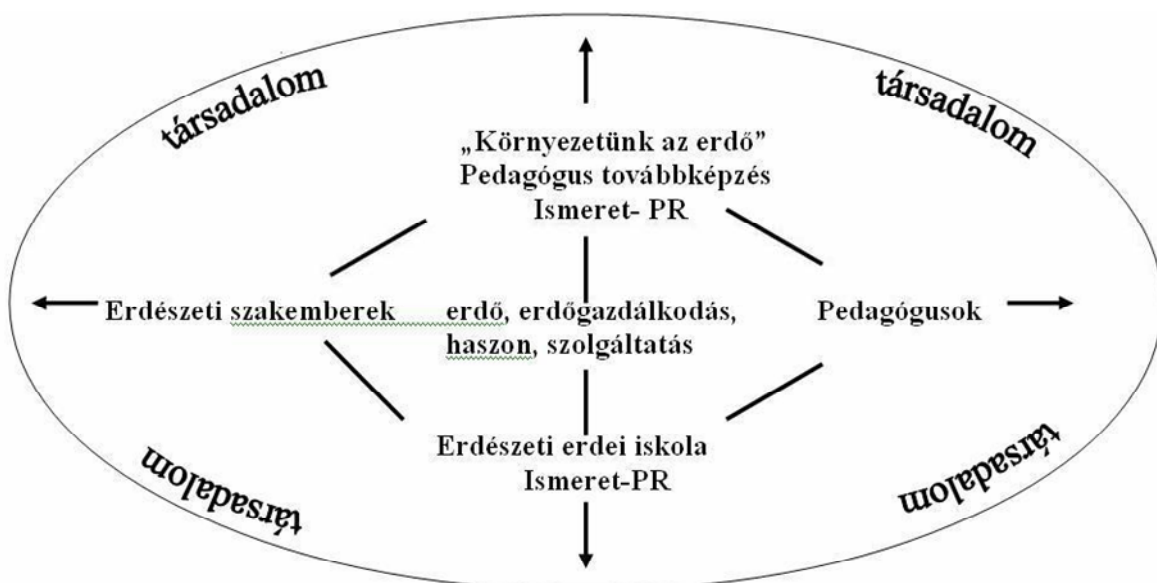 társadalom
társadalom
„Környezetünk az erdő”
Pedagógus továbbképzés
Ismeret- PR
Erdészeti szakemberek
erdő, erdőgazdálkodás,
haszon, szolgáltatás
Pedagógusok
Erdészeti erdei iskola
Ismeret-PR
társadalom
társadalom